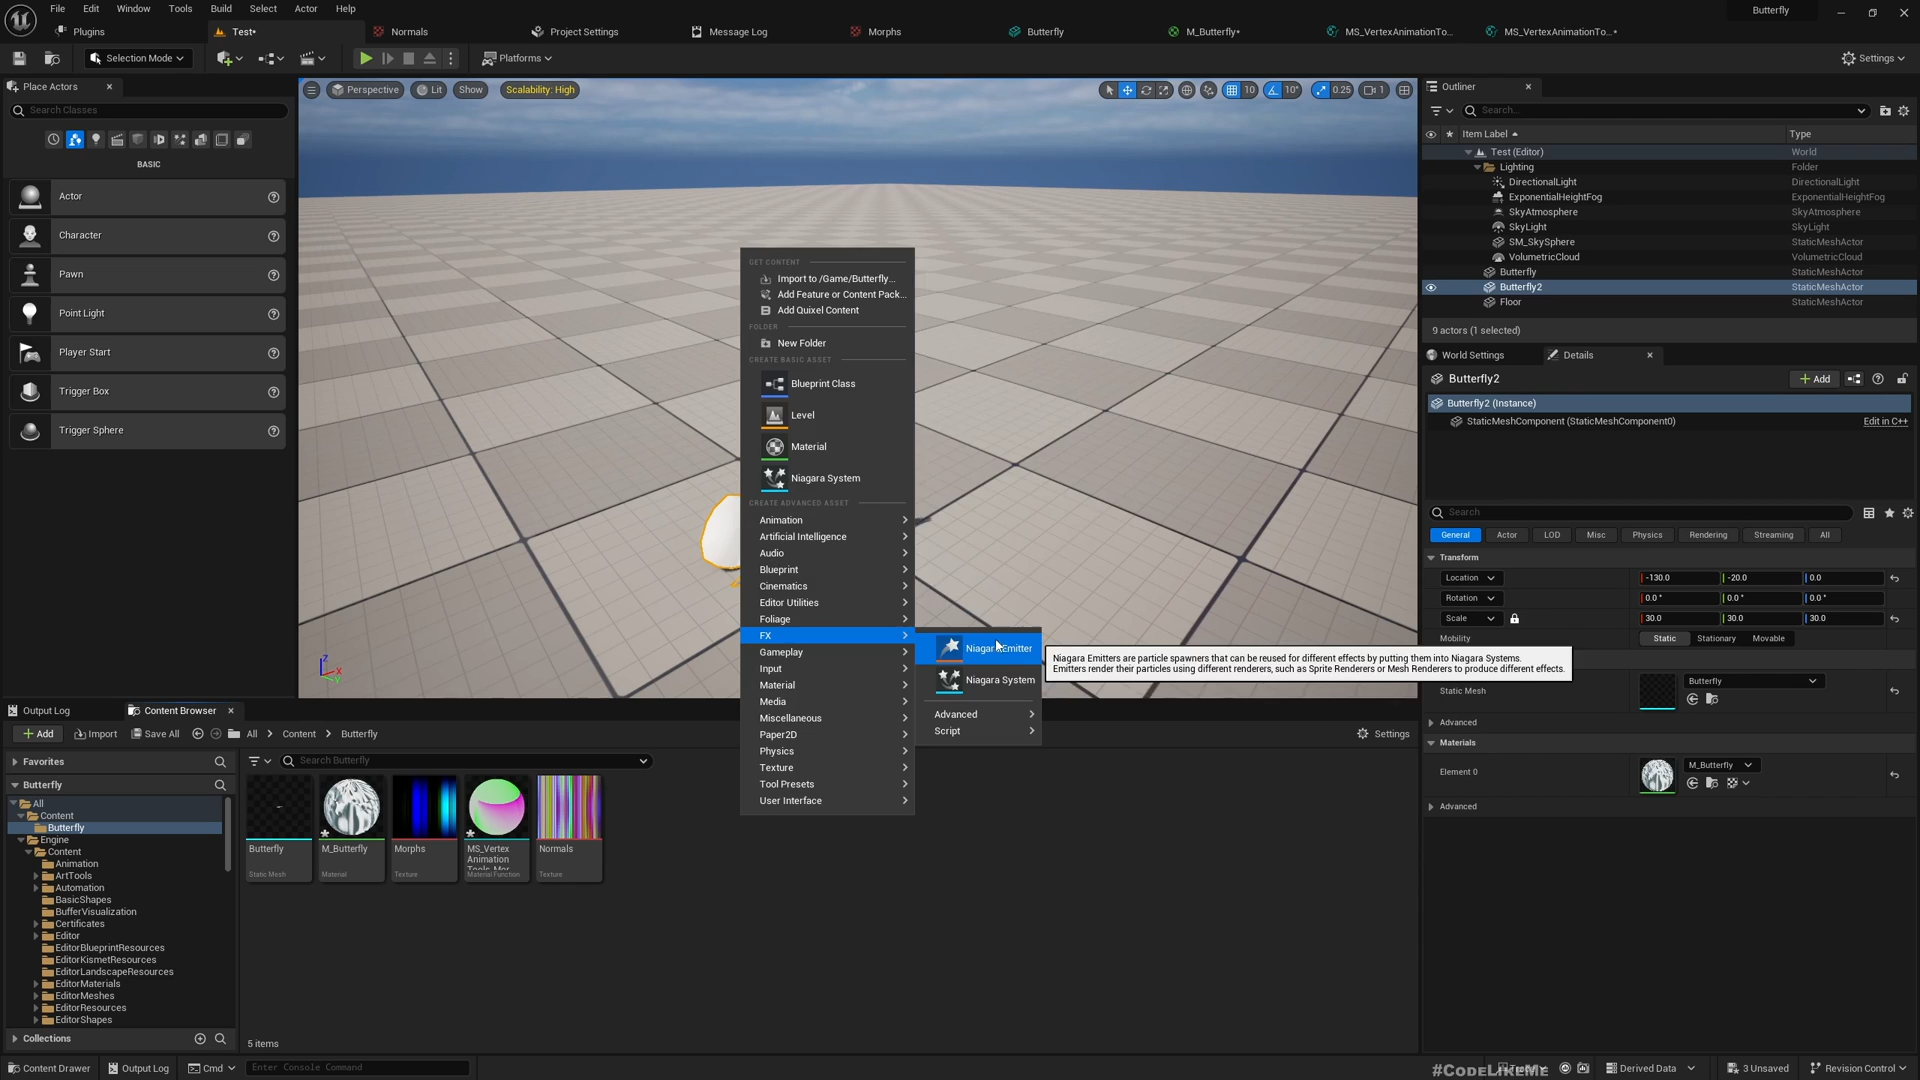 File Edit Window Tools Build Select Actor Help
Butterfly
Plugins
Test*
Normals
Project Settings
Message Log
Morphs
Butterfly
M_Butterfly*
MS_VertexAnimationTo...
MS_VertexAnimationTo...*
Selection Mode
Platforms
Settings
Place Actors
Search Classes
BASIC
Actor
Character
Pawn
Point Light
Player Start
Trigger Box
Trigger Sphere
Perspective
Lit
Show
Scalability: High
10
10°
0.25
1
GET CONTENT
Import to /Game/Butterfly...
Add Feature or Content Pack...
Add Quixel Content
FOLDER
New Folder
CREATE BASIC ASSET
Blueprint Class
Level
Material
Niagara System
CREATE ADVANCED ASSET
Animation
Artificial Intelligence
Audio
Blueprint
Cinematics
Editor Utilities
Foliage
FX
Gameplay
Input
Material
Media
Miscellaneous
Paper2D
Physics
Texture
Tool Presets
User Interface
Niagara Emitter
Niagara System
Advanced
Script
Niagara Emitters are particle spawners that can be reused for different effects by putting them into Niagara Systems.
Emitters render their particles using different renderers, such as Sprite Renderers or Mesh Renderers to produce different effects.
Z
X
Y
Outliner
Search...
Item Label
Type
Test (Editor) World
Lighting Folder
DirectionalLight DirectionalLight
ExponentialHeightFog ExponentialHeightFog
SkyAtmosphere SkyAtmosphere
SkyLight SkyLight
SM_SkySphere StaticMeshActor
VolumetricCloud VolumetricCloud
Butterfly StaticMeshActor
Butterfly2 StaticMeshActor
Floor StaticMeshActor
9 actors (1 selected)
World Settings
Details
Butterfly2
Add
Butterfly2 (Instance)
StaticMeshComponent (StaticMeshComponent0)
Edit in C++
Search
General Actor LOD Misc Physics Rendering Streaming All
Transform
Location -130.0 -20.0 0.0
Rotation 0.0° 0.0° 0.0°
Scale 30.0 30.0 30.0
Mobility Static Stationary Movable
Static Mesh Butterfly
Advanced
Materials
Element 0 M_Butterfly
Advanced
Output Log
Content Browser
Add
Import
Save All
All
Content
Butterfly
Settings
Favorites
Butterfly
All
Content
Butterfly
Engine
Content
Animation
ArtTools
Automation
BasicShapes
BufferVisualization
Certificates
Editor
EditorBlueprintResources
EditorKismetResources
EditorLandscapeResources
EditorMaterials
EditorMeshes
EditorResources
EditorShapes
Collections
Search Butterfly
Butterfly
Static Mesh
M_Butterfly
Material
Morphs
Texture
MS_Vertex
Animation
Material Function
Normals
Texture
5 items
Content Drawer
Output Log
Cmd
Enter Console Command
#CodeLikeMe
Derived Data
3 Unsaved
Revision Control